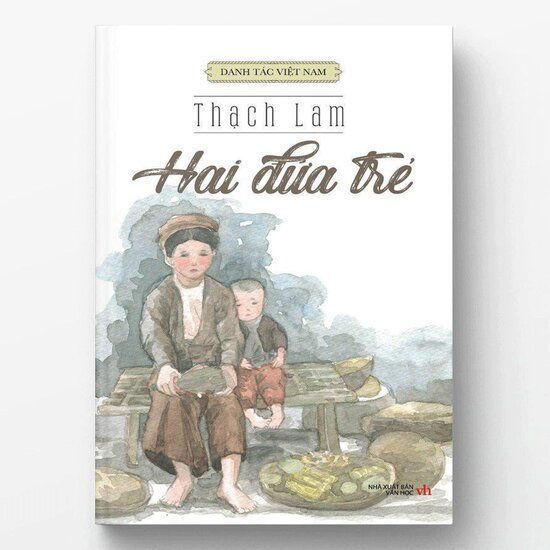 DANH TÁC VIỆT NAM
Thạch Lam
Hai đứa trẻ
NHÀ XUẤT BẢN
VĂN HỌC vh